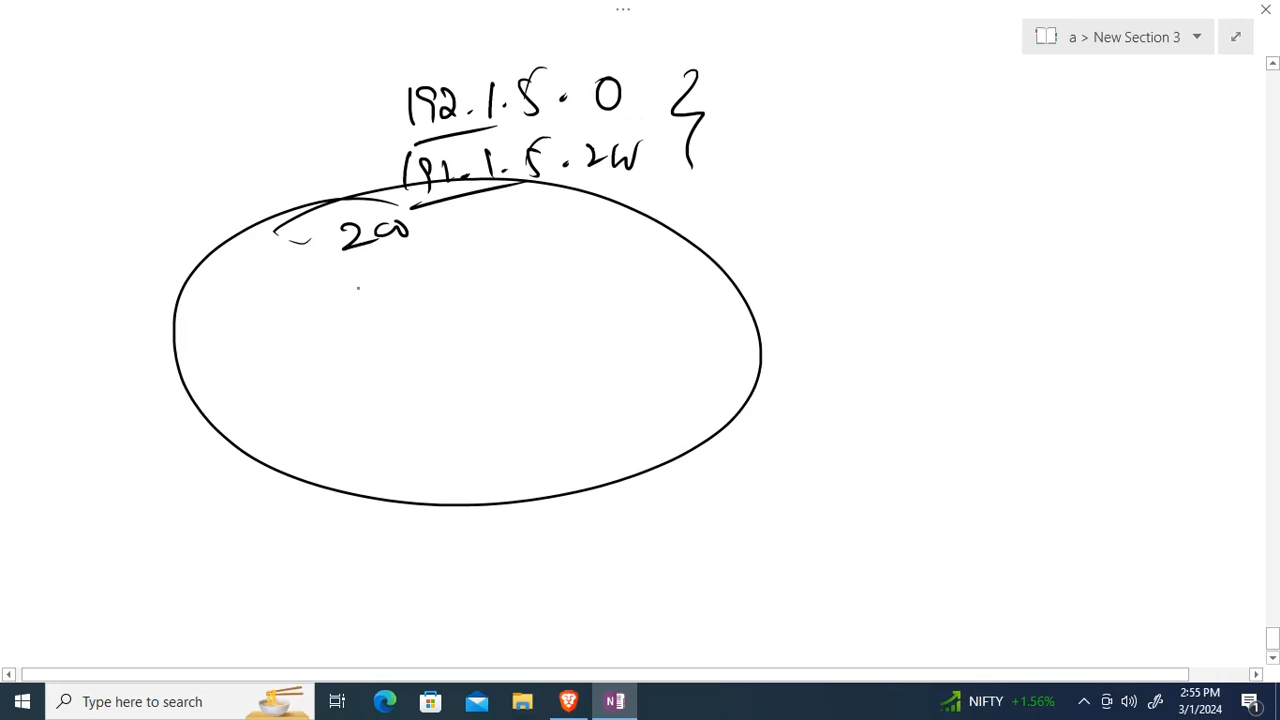 a > New Section 3
192.1.5.0 }
192.1.5.200
200
Type here to search
NIFTY +1.56%
2:55 PM
3/1/2024
1